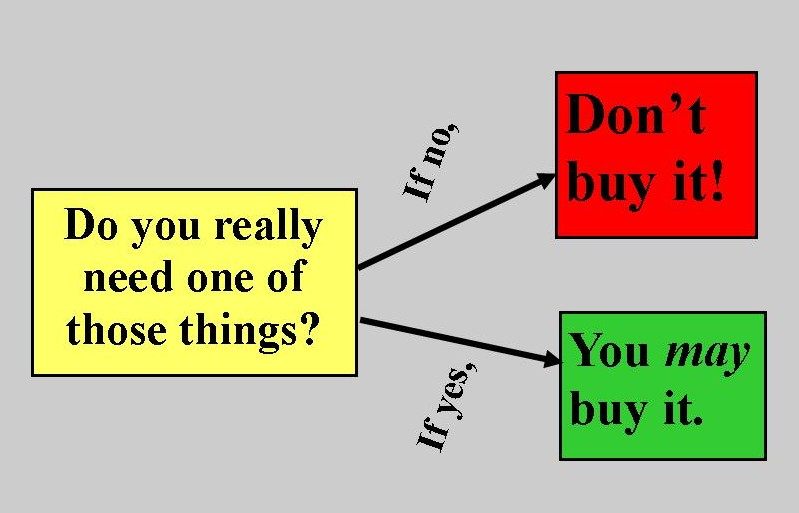 Do you really
need one of
those things?
If no,
Don’t
buy it!
If yes,
You may
buy it.